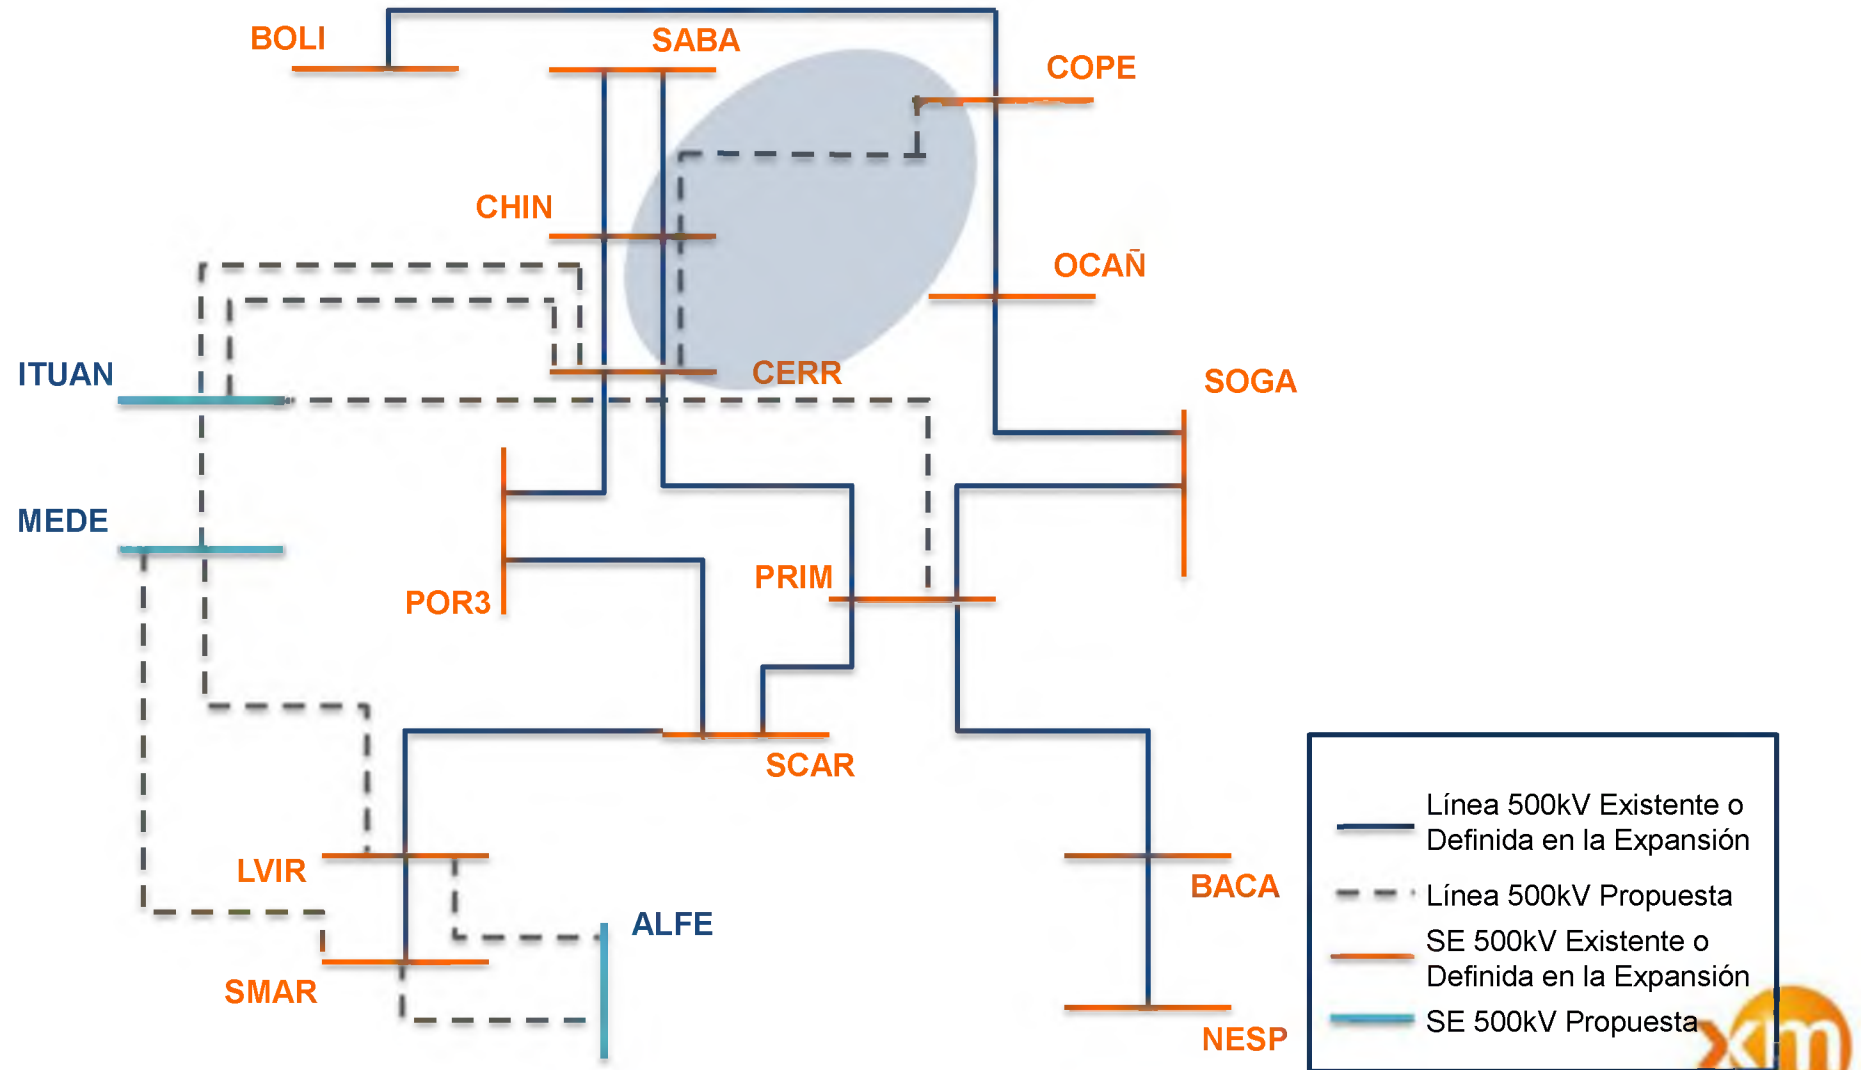 BOLI
SABA
COPE
CHIN
OCAÑ
ITUAN
CERR
SOGA
MEDE
POR3
PRIM
SCAR
LVIR
ALFE
BACA
SMAR
NESP
Línea 500kV Existente o
Definida en la Expansión
Línea 500kV Propuesta
SE 500kV Existente o
Definida en la Expansión
SE 500kV Propuesta
xm